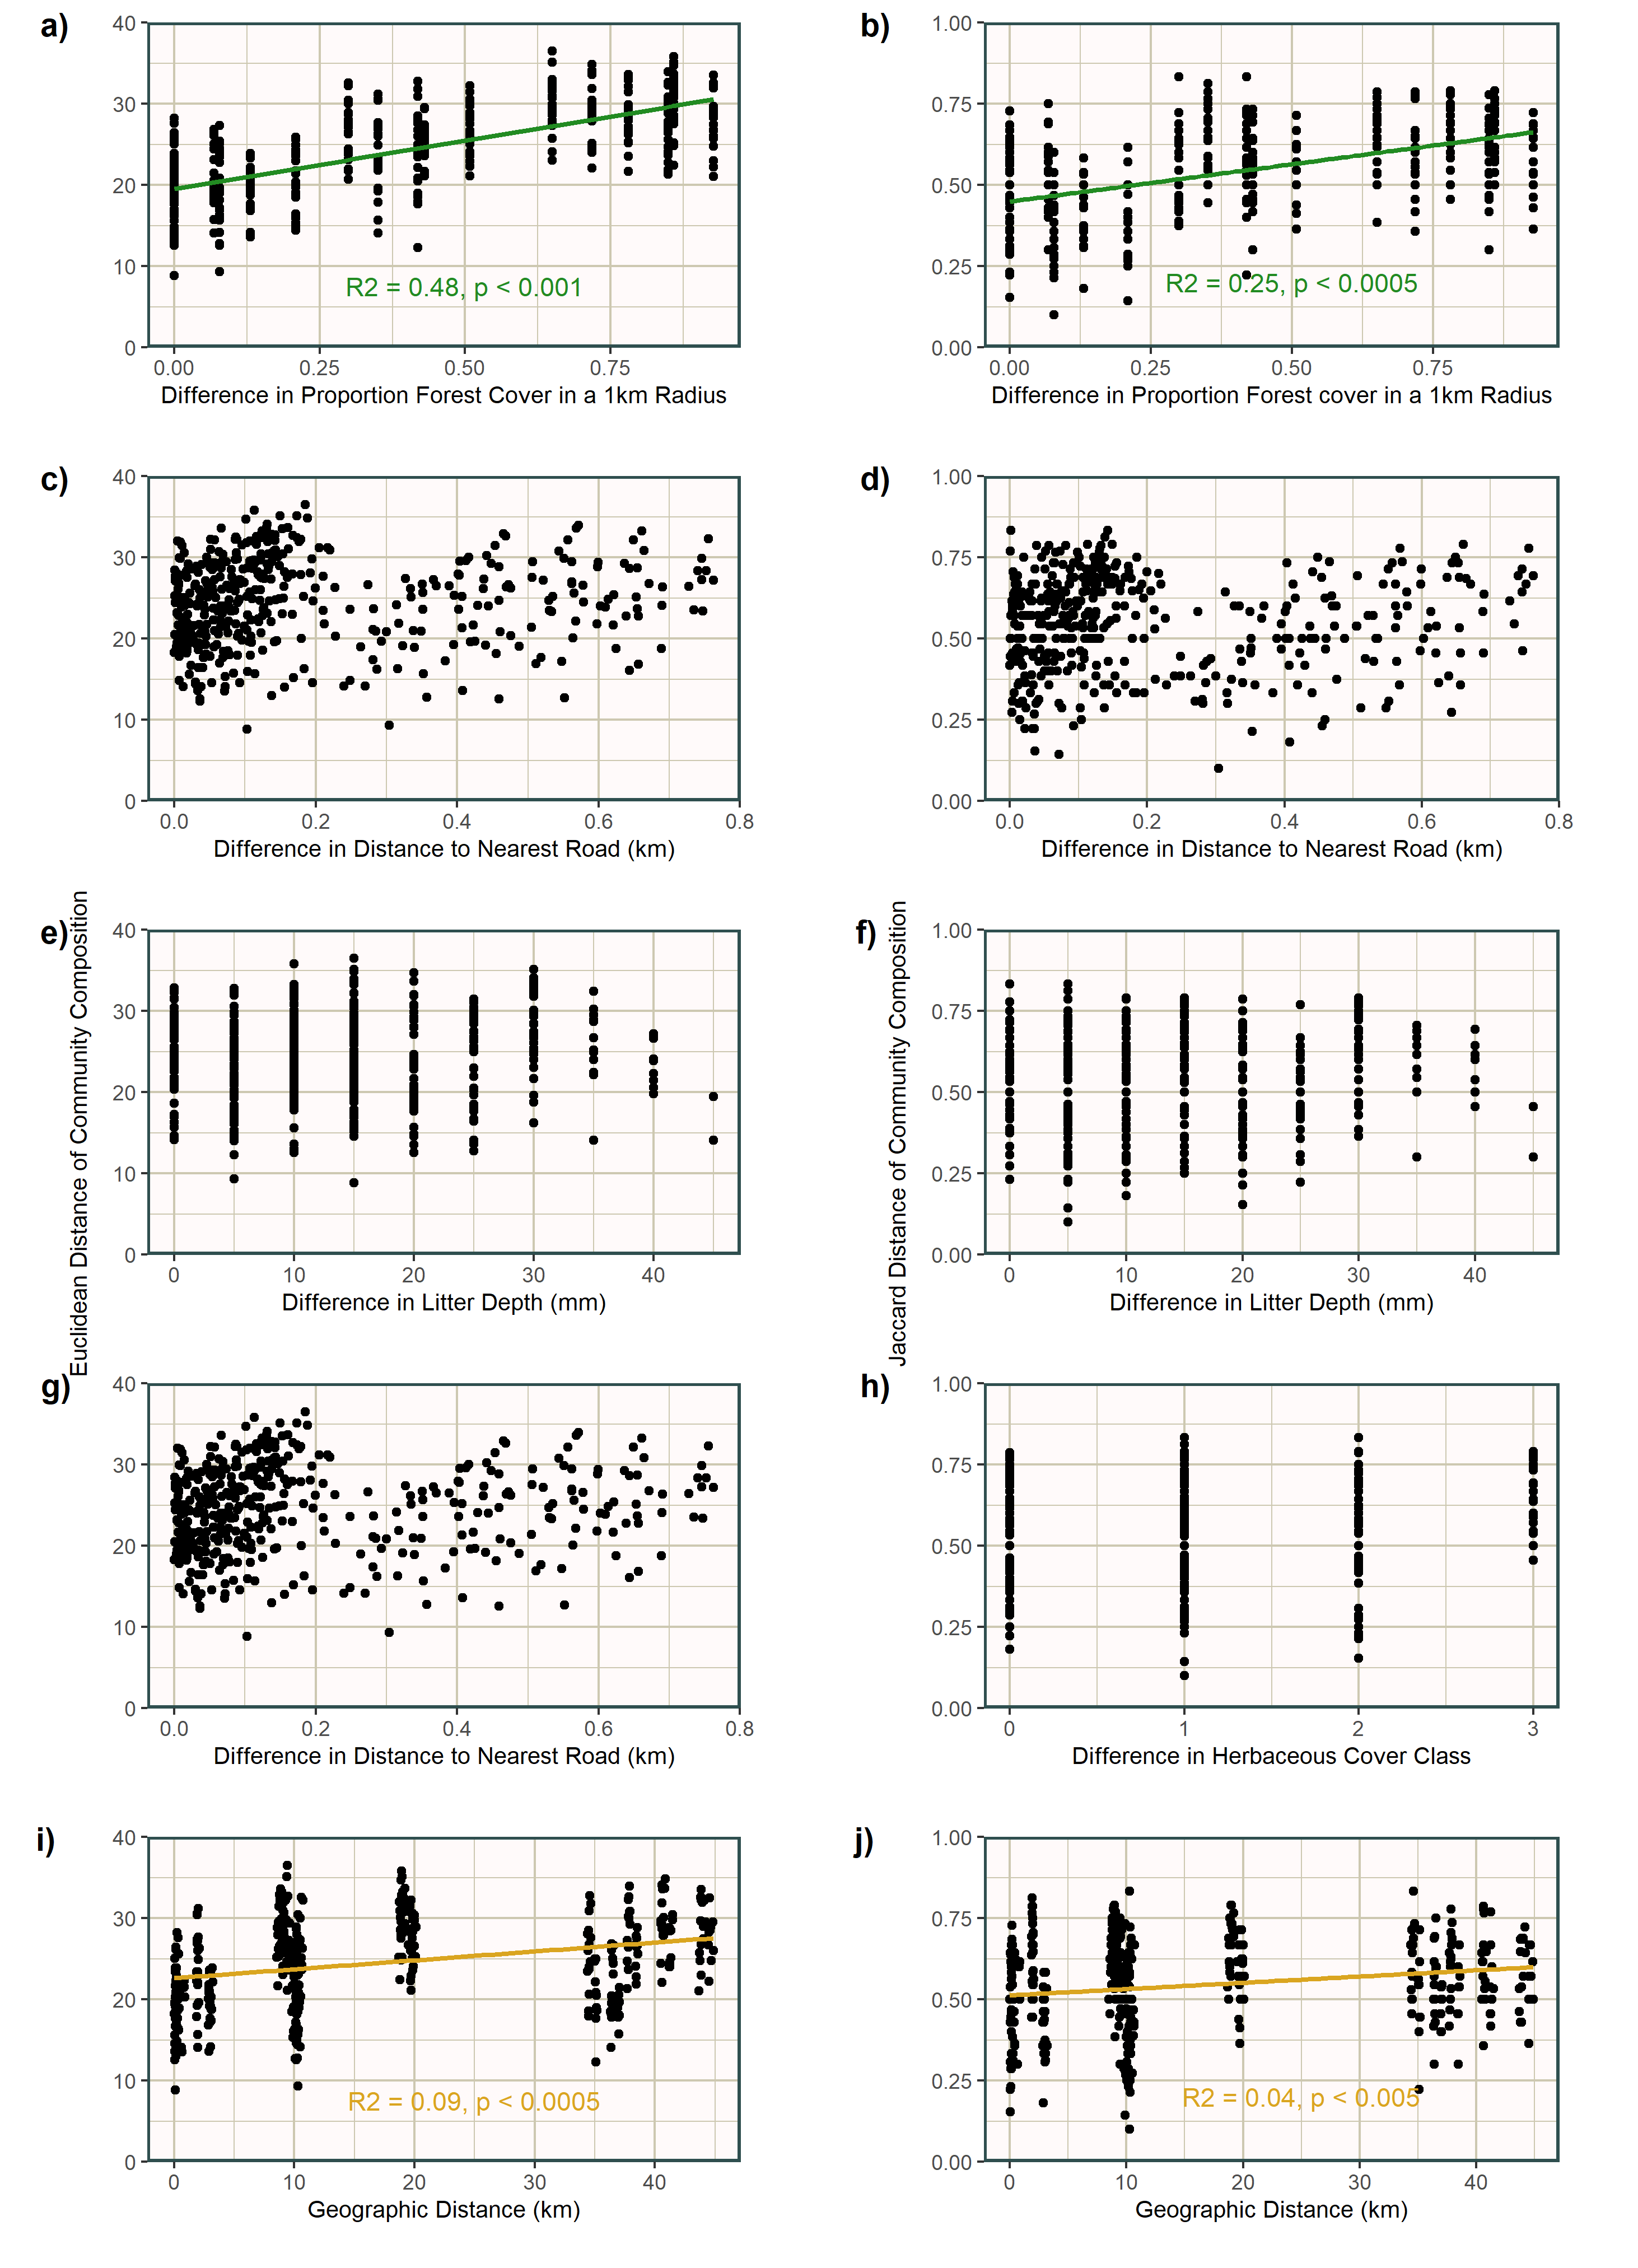 a)
40
30
20
10
0
R2 = 0.48, p < 0.001
0.00 0.25 0.50 0.75
Difference in Proportion Forest Cover in a 1km Radius
b)
1.00
0.75
0.50
0.25
0.00
R2 = 0.25, p < 0.0005
0.00 0.25 0.50 0.75
Difference in Proportion Forest cover in a 1km Radius
c)
40
30
20
10
0
0.0 0.2 0.4 0.6 0.8
Difference in Distance to Nearest Road (km)
d)
1.00
0.75
0.50
0.25
0.00
0.0 0.2 0.4 0.6 0.8
Difference in Distance to Nearest Road (km)
Euclidean Distance of Community Composition
e)
40
30
20
10
0
0 10 20 30 40
Difference in Litter Depth (mm)
Jaccard Distance of Community Composition
f)
1.00
0.75
0.50
0.25
0.00
0 10 20 30 40
Difference in Litter Depth (mm)
g)
40
30
20
10
0
0.0 0.2 0.4 0.6 0.8
Difference in Distance to Nearest Road (km)
h)
1.00
0.75
0.50
0.25
0.00
0 1 2 3
Difference in Herbaceous Cover Class
i)
40
30
20
10
0
R2 = 0.09, p < 0.0005
0 10 20 30 40
Geographic Distance (km)
j)
1.00
0.75
0.50
0.25
0.00
R2 = 0.04, p < 0.005
0 10 20 30 40
Geographic Distance (km)